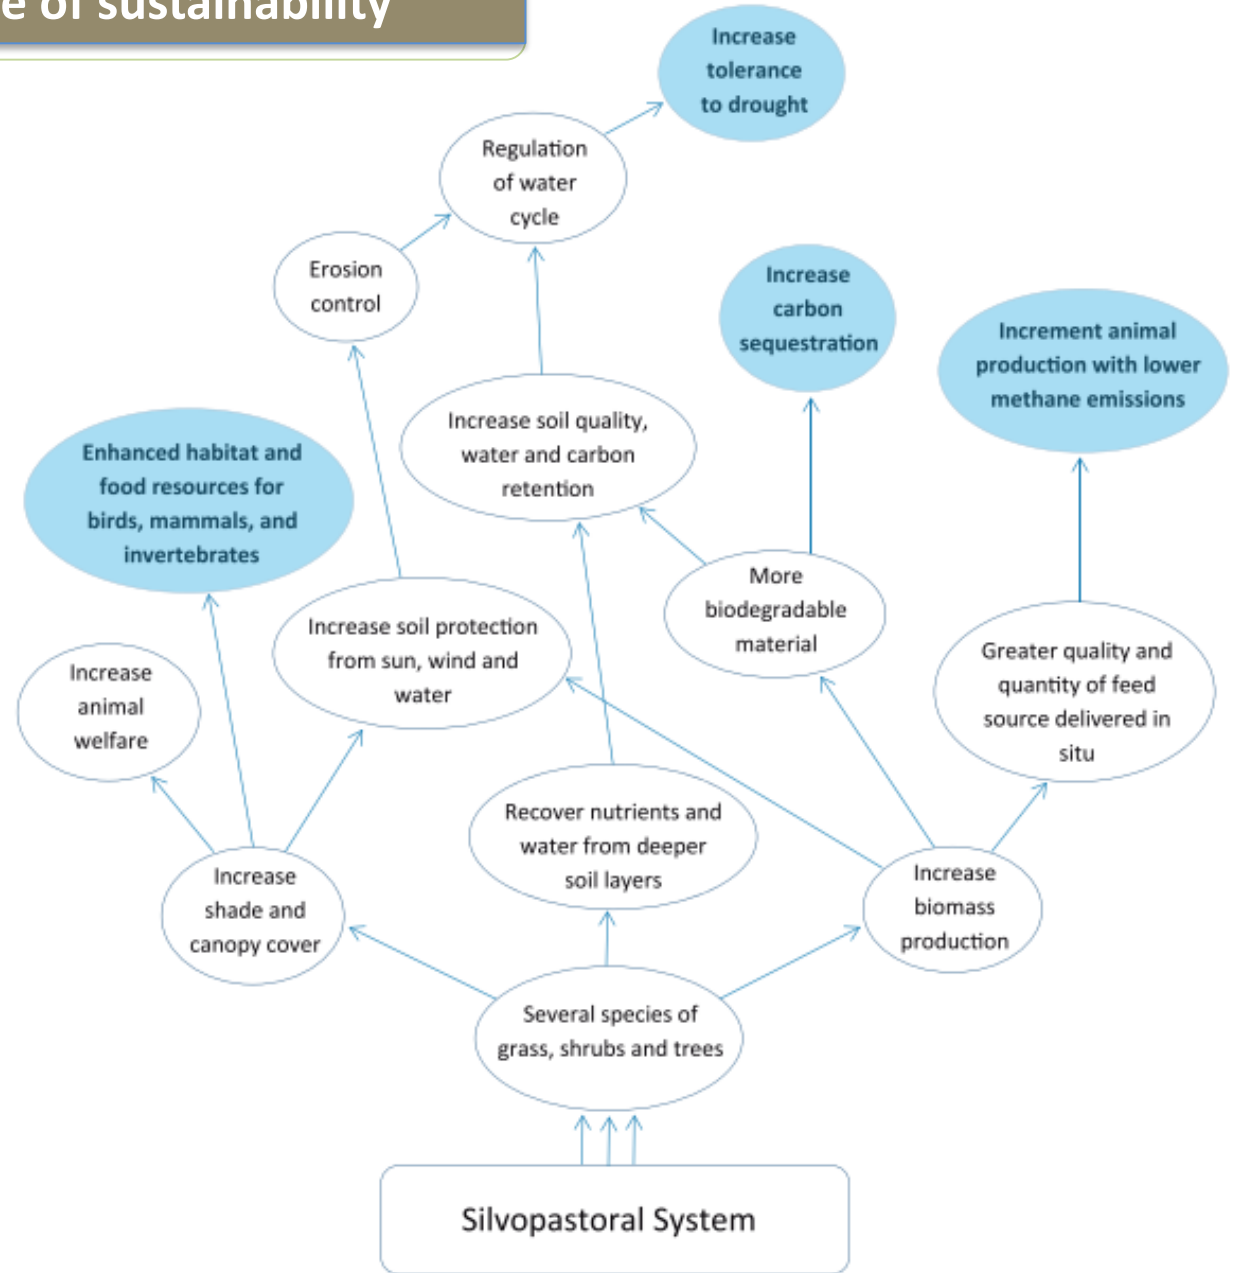 e of sustainability
Increase
tolerance
to drought
Regulation
of water
cycle
Erosion
control
Increase
carbon
sequestration
Increment animal
production with lower
methane emissions
Increase soil quality,
water and carbon
retention
Enhanced habitat and
food resources for
birds, mammals, and
invertebrates
More
biodegradable
material
Increase soil protection
from sun, wind and
water
Greater quality and
quantity of feed
source delivered in
situ
Increase
animal
welfare
Recover nutrients and
water from deeper
soil layers
Increase
shade and
canopy cover
Increase
biomass
production
Several species of
grass, shrubs and trees
Silvopastoral System